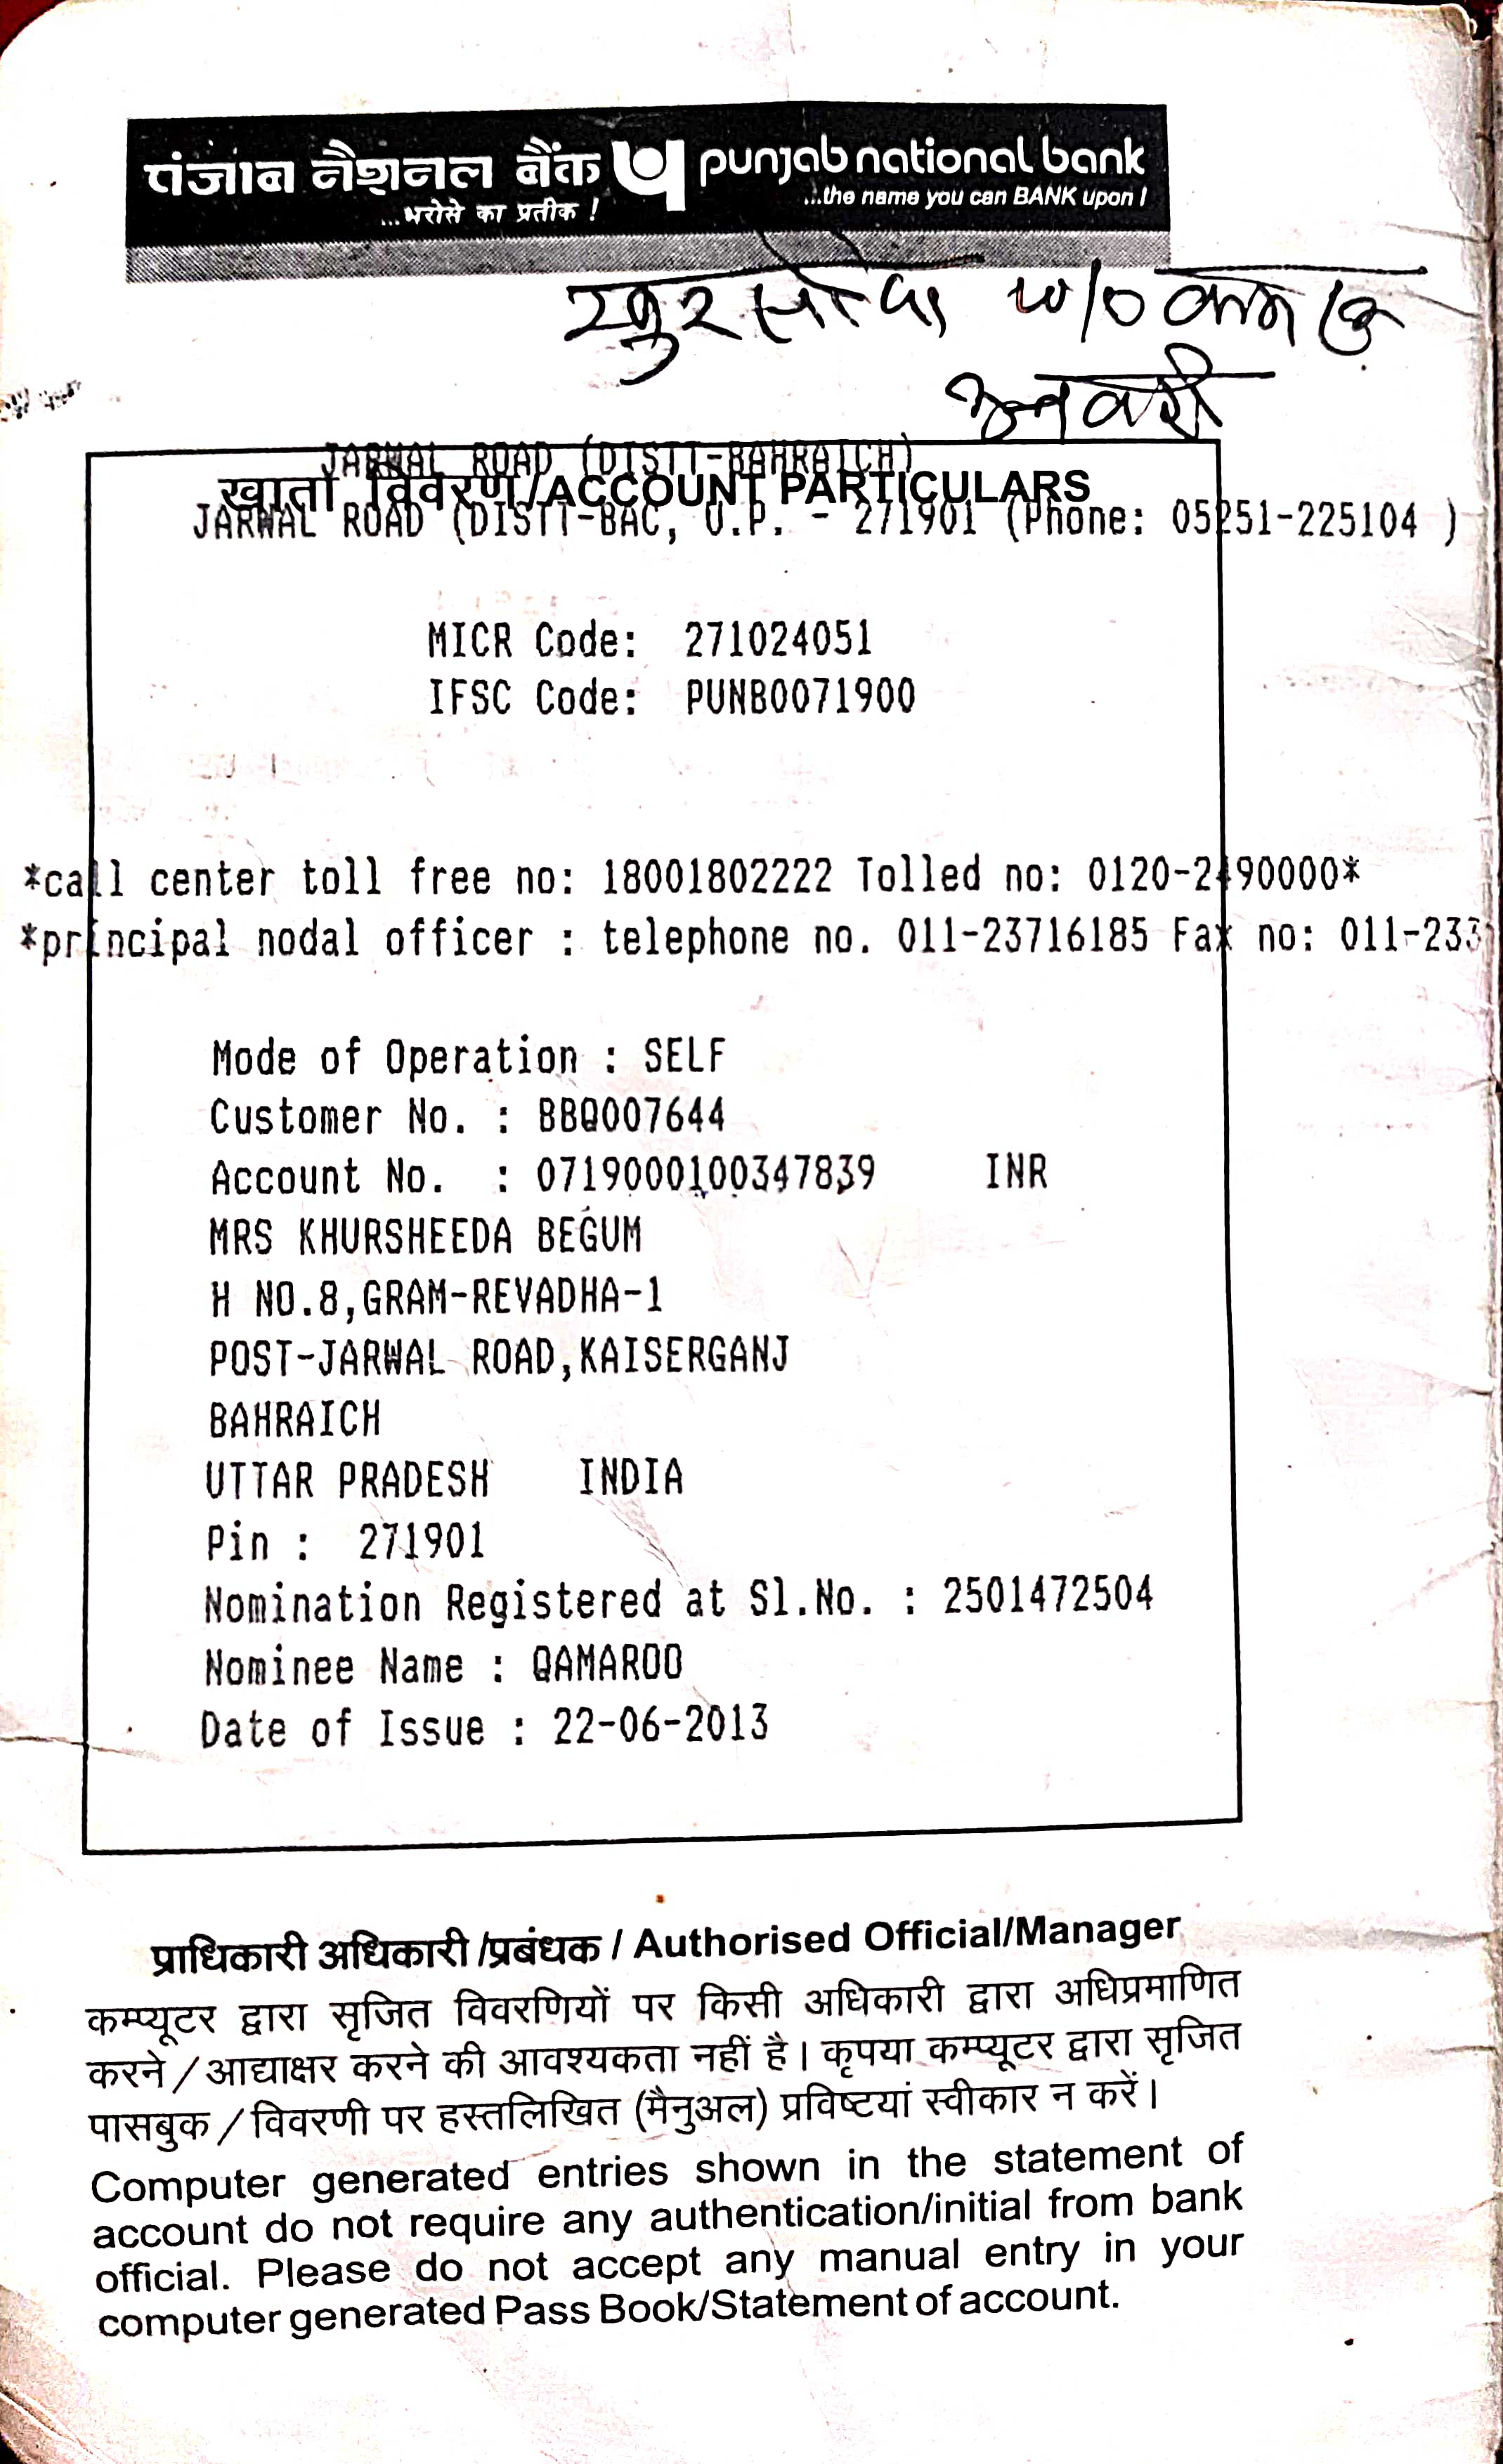 पंजाब नैशनल बैंक punjab national bank
...भरोसे का प्रतीक ! ...the name you can BANK upon !
w/o
अनवरी
JARWAL ROAD (DISTT-BAHRAICH)
खाता विवरण/ACCOUNT PARTICULARS
JARWAL ROAD (DISTT-BAC, U.P. - 271901 (Phone: 05251-225104 )
MICR Code: 271024051
IFSC Code: PUNB0071900
*call center toll free no: 18001802222 Tolled no: 0120-2490000*
*principal nodal officer : telephone no. 011-23716185 Fax no: 011-233
Mode of Operation : SELF
Customer No. : BBQ007644
Account No. : 0719000100347839 INR
MRS KHURSHEEDA BEGUM
H NO.8,GRAM-REVADHA-1
POST-JARWAL ROAD,KAISERGANJ
BAHRAICH
UTTAR PRADESH INDIA
Pin : 271901
Nomination Registered at Sl.No. : 2501472504
Nominee Name : QAMAROO
Date of Issue : 22-06-2013
प्राधिकारी अधिकारी/प्रबंधक / Authorised Official/Manager
कम्प्यूटर द्वारा सृजित विवरणियों पर किसी अधिकारी द्वारा अधिप्रमाणित
करने / आद्याक्षर करने की आवश्यकता नहीं है। कृपया कम्प्यूटर द्वारा सृजित
पासबुक / विवरणी पर हस्तलिखित (मैनुअल) प्रविष्टयां स्वीकार न करें।
Computer generated entries shown in the statement of
account do not require any authentication/initial from bank
official. Please do not accept any manual entry in your
computer generated Pass Book/Statement of account.